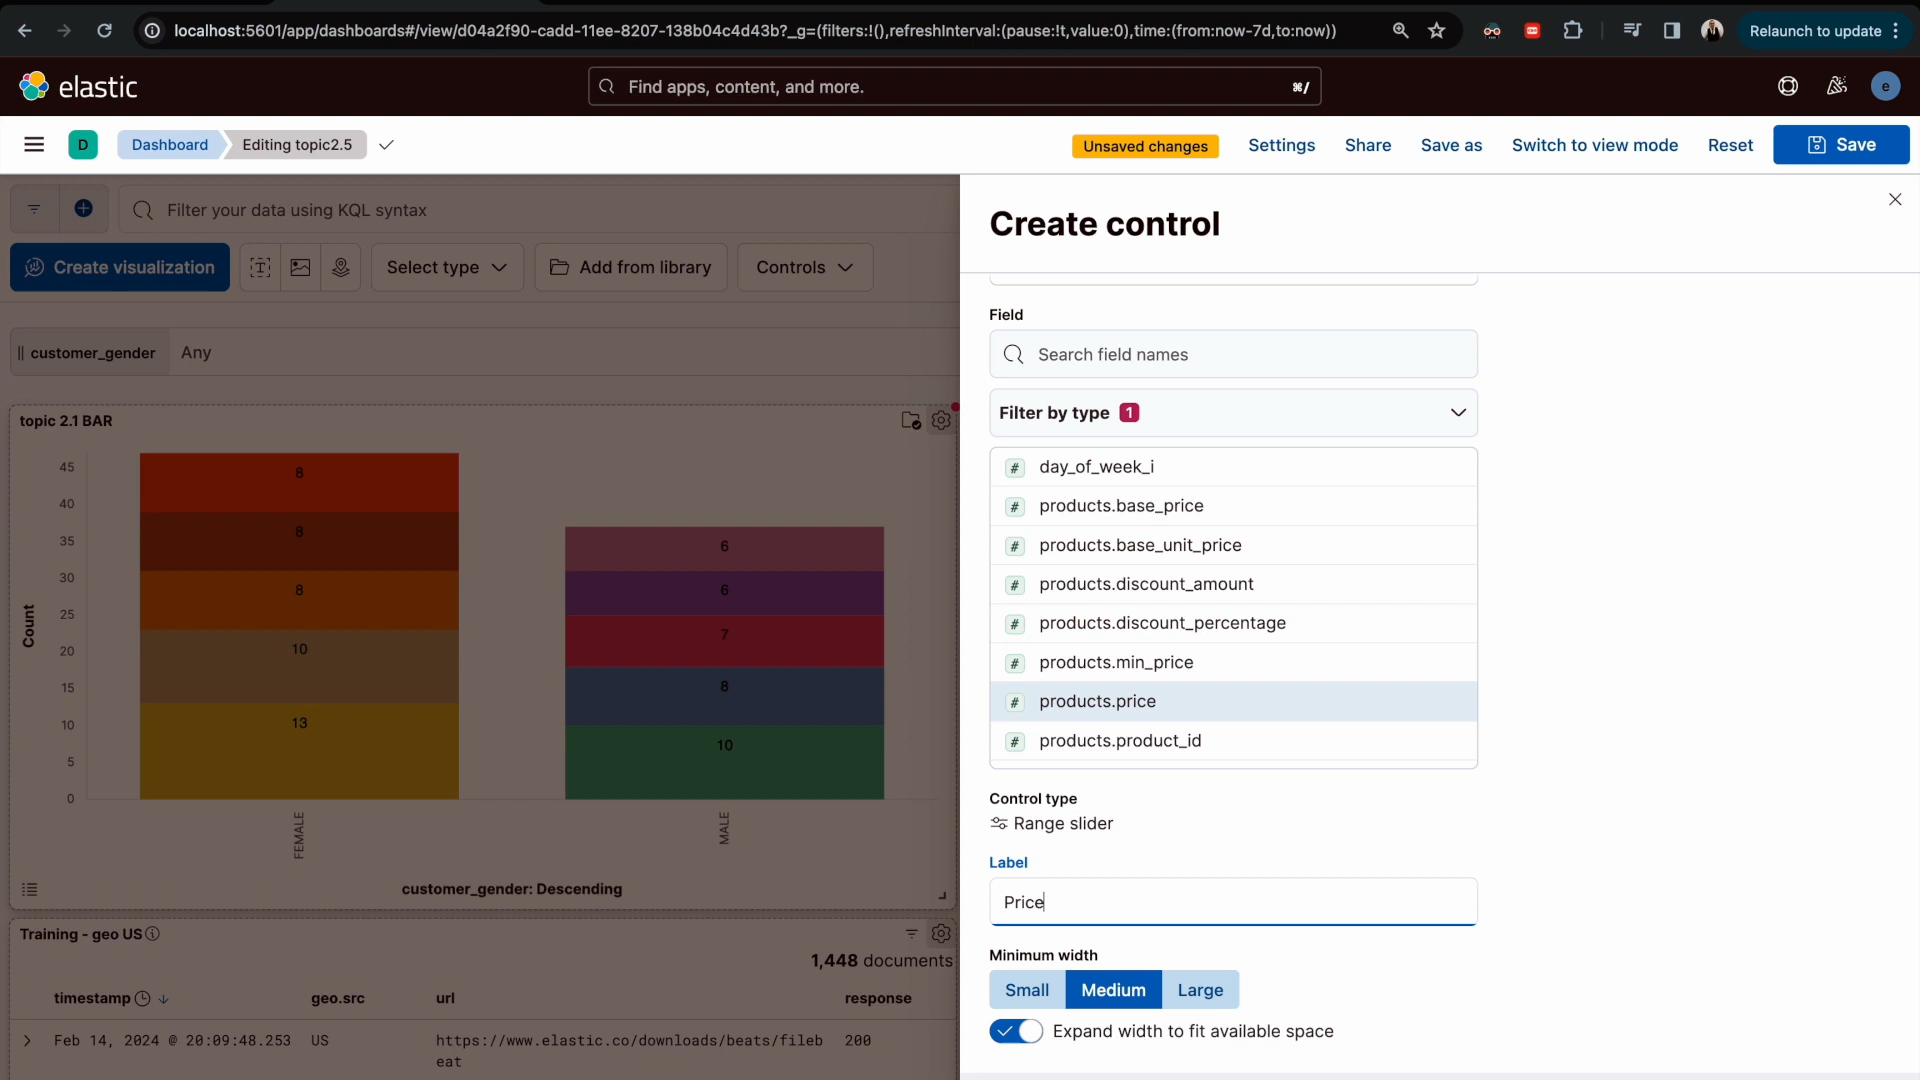 localhost:5601/app/dashboards#/view/d04a2f90-cadd-11ee-8207-138b04c4d43b?_g=(filters:!(),refreshInterval:(pause:!t,value:0),time:(from:now-7d,to:now))
Relaunch to update
elastic
Find apps, content, and more.
⌘/
e
D
Dashboard
Editing topic2.5
Unsaved changes
Settings
Share
Save as
Switch to view mode
Reset
Save
Filter your data using KQL syntax
Create visualization
Select type
Add from library
Controls
customer_gender
Any
topic 2.1 BAR
Count
45
40
35
30
25
20
15
10
5
0
8
8
8
10
13
6
6
7
8
10
FEMALE
MALE
customer_gender: Descending
Training - geo US
1,448 documents
timestamp
geo.src
url
response
Feb 14, 2024 @ 20:09:48.253
US
https://www.elastic.co/downloads/beats/fileb
eat
200
Create control
Field
Search field names
Filter by type 1
# day_of_week_i
# products.base_price
# products.base_unit_price
# products.discount_amount
# products.discount_percentage
# products.min_price
# products.price
# products.product_id
Control type
Range slider
Label
Price
Minimum width
Small
Medium
Large
Expand width to fit available space